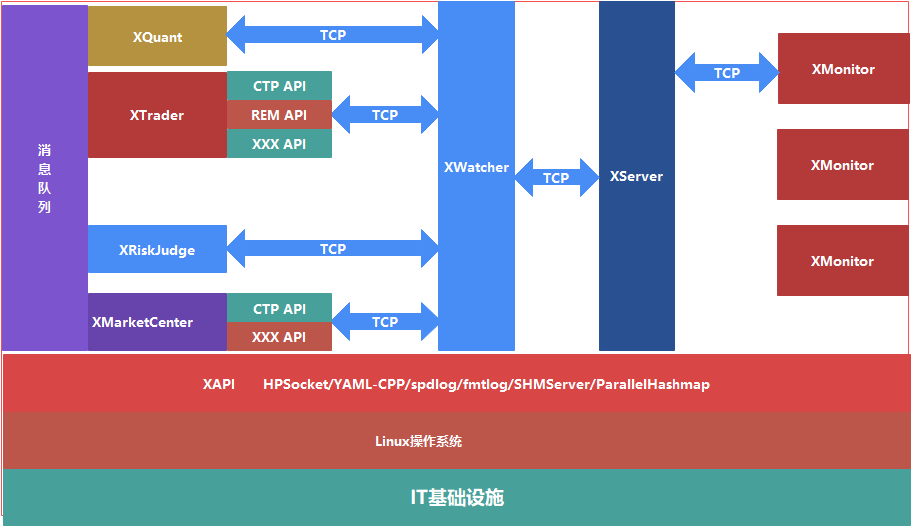 消
息
队
列
XQuant
TCP
XTrader
CTP API
REM API
XXX API
TCP
XRiskJudge
TCP
XMarketCenter
CTP API
XXX API
TCP
XWatcher
TCP
XServer
TCP
XMonitor
XMonitor
XMonitor
XAPI HPSocket/YAML-CPP/spdlog/fmtlog/SHMServer/ParallelHashmap
Linux操作系统
IT基础设施